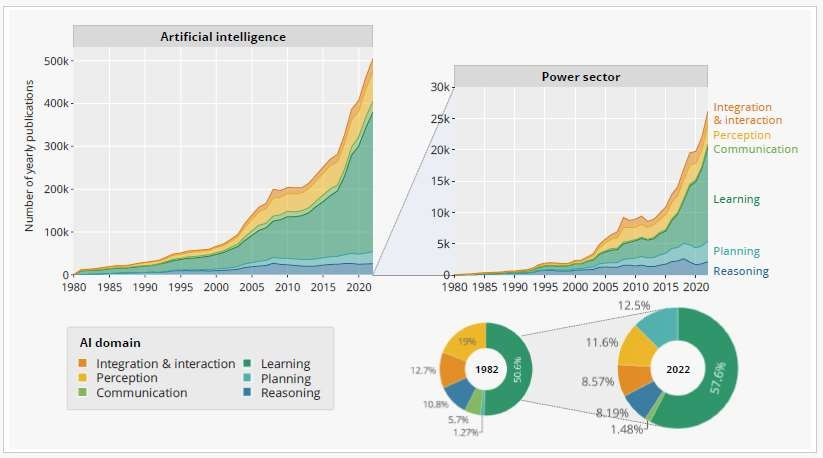 Artificial intelligence
Number of yearly publications
500k
400k
300k
200k
100k
0
1980 1985 1990 1995 2000 2005 2010 2015 2020
Power sector
30k
25k
20k
15k
10k
5k
0
1980 1985 1990 1995 2000 2005 2010 2015 2020
Integration
& interaction
Perception
Communication
Learning
Planning
Reasoning
AI domain
Integration & interaction
Learning
Perception
Planning
Communication
Reasoning
1982
50.6%
19%
12.7%
10.8%
5.7%
1.27%
2022
12.5%
11.6%
8.57%
8.19%
1.48%
57.6%